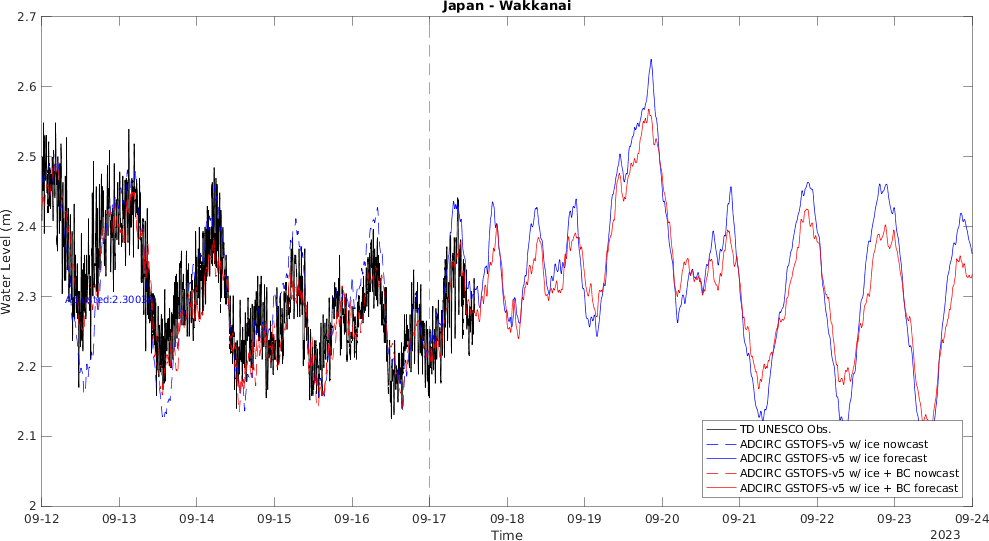 Japan - Wakkanai
2.7
2.6
2.5
2.4
2.3
2.2
2.1
2
Water Level (m)
TD UNESCO Obs.
ADCIRC GSTOFS-v5 w/ ice nowcast
ADCIRC GSTOFS-v5 w/ ice forecast
ADCIRC GSTOFS-v5 w/ ice + BC nowcast
ADCIRC GSTOFS-v5 w/ ice + BC forecast
09-12 09-13 09-14 09-15 09-16 09-17 09-18 09-19 09-20 09-21 09-22 09-23 09-24
Time
2023